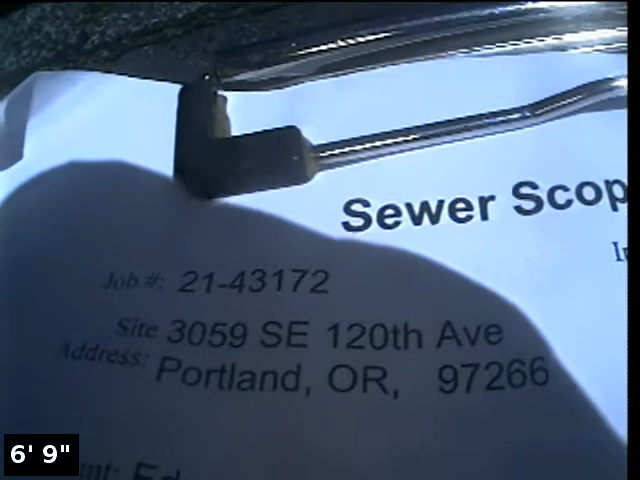 Sewer Scop
Job #: 21-43172
Site 3059 SE 120th Ave
Address: Portland, OR, 97266
6' 9"